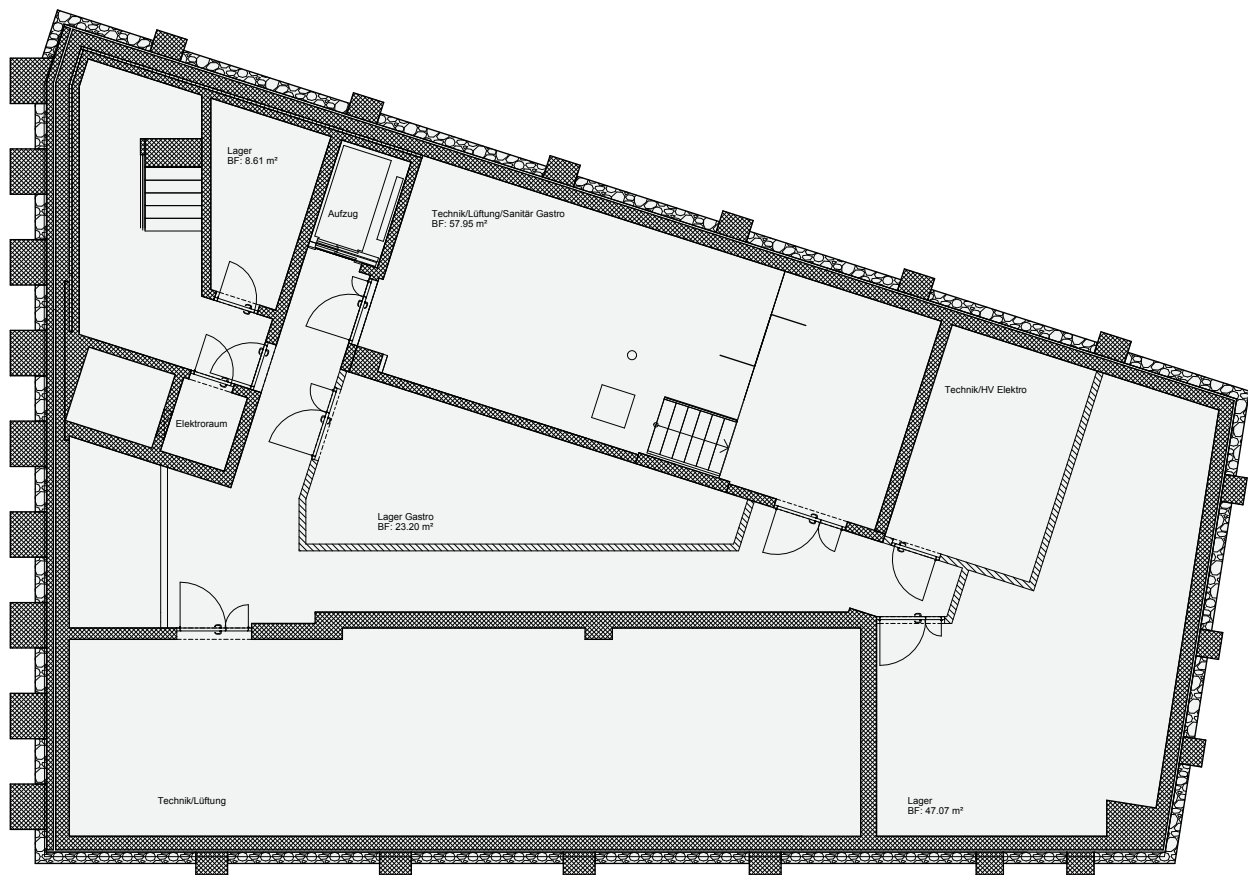 Lager
BF: 8.61 m²
Aufzug
Technik/Lüftung/Sanitär Gastro
BF: 57.95 m²
Technik/HV Elektro
Elektroraum
Lager Gastro
BF: 23.20 m²
Technik/Lüftung
Lager
BF: 47.07 m²